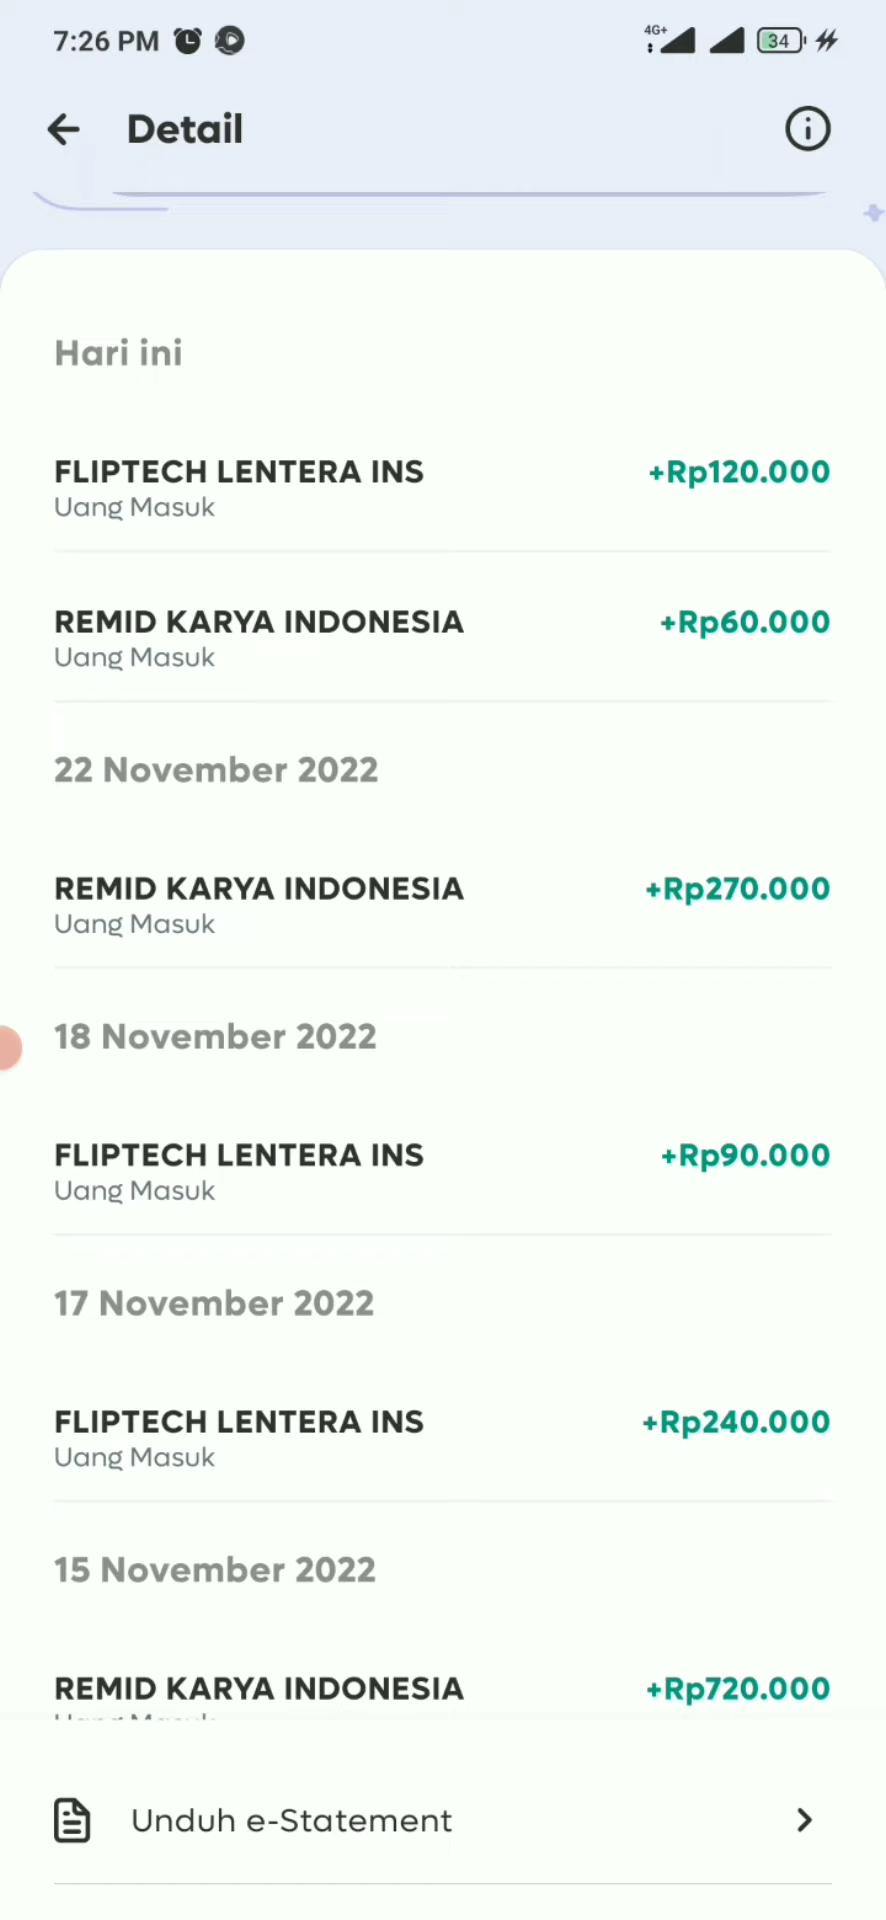 7:26 PM
4G+
34
Detail
Hari ini
FLIPTECH LENTERA INS
+Rp120.000
Uang Masuk
REMID KARYA INDONESIA
+Rp60.000
Uang Masuk
22 November 2022
REMID KARYA INDONESIA
+Rp270.000
Uang Masuk
18 November 2022
FLIPTECH LENTERA INS
+Rp90.000
Uang Masuk
17 November 2022
FLIPTECH LENTERA INS
+Rp240.000
Uang Masuk
15 November 2022
REMID KARYA INDONESIA
+Rp720.000
Unduh e-Statement